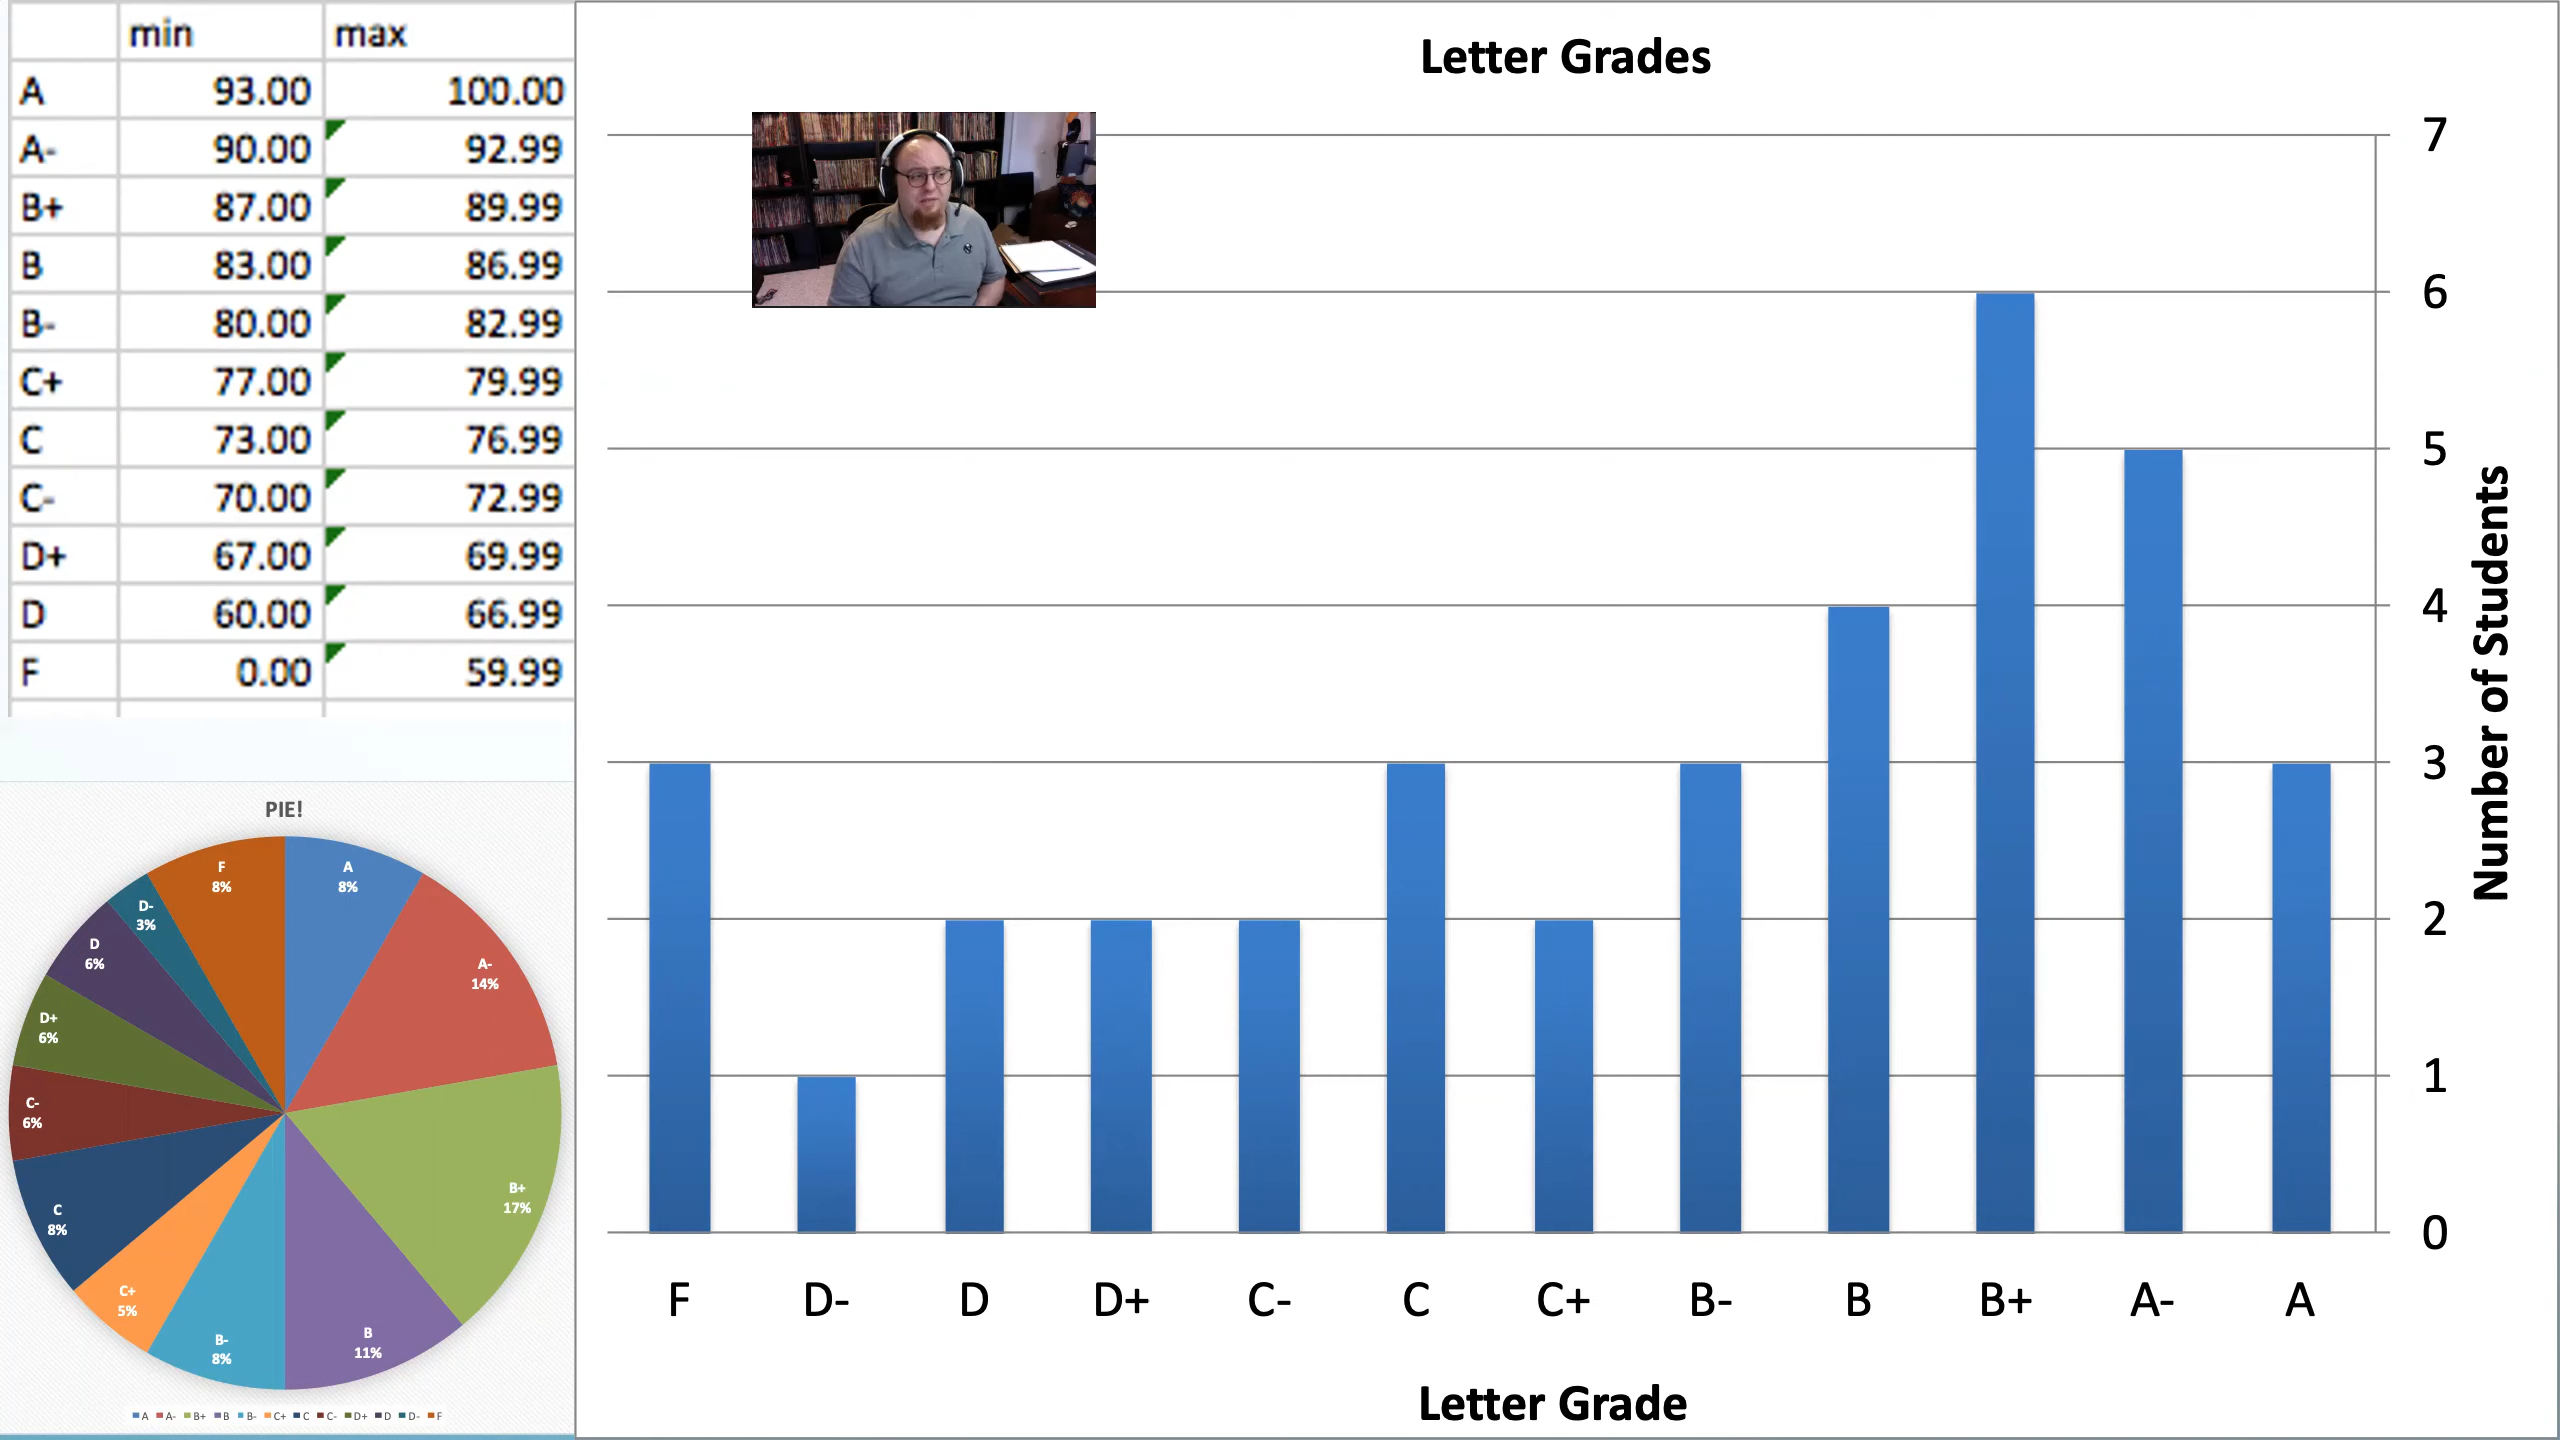 min max
A 93.00 100.00
A- 90.00 92.99
B+ 87.00 89.99
B 83.00 86.99
B- 80.00 82.99
C+ 77.00 79.99
C 73.00 76.99
C- 70.00 72.99
D+ 67.00 69.99
D 60.00 66.99
F 0.00 59.99
PIE!
A
8%
A-
14%
B+
17%
B
11%
B-
8%
C+
5%
C
8%
C-
6%
D+
6%
D
6%
D-
3%
F
8%
A A- B+ B B- C+ C C- D+ D D- F
Letter Grades
7
6
5
4
3
2
1
0
Number of Students
F D- D D+ C- C C+ B- B B+ A- A
Letter Grade